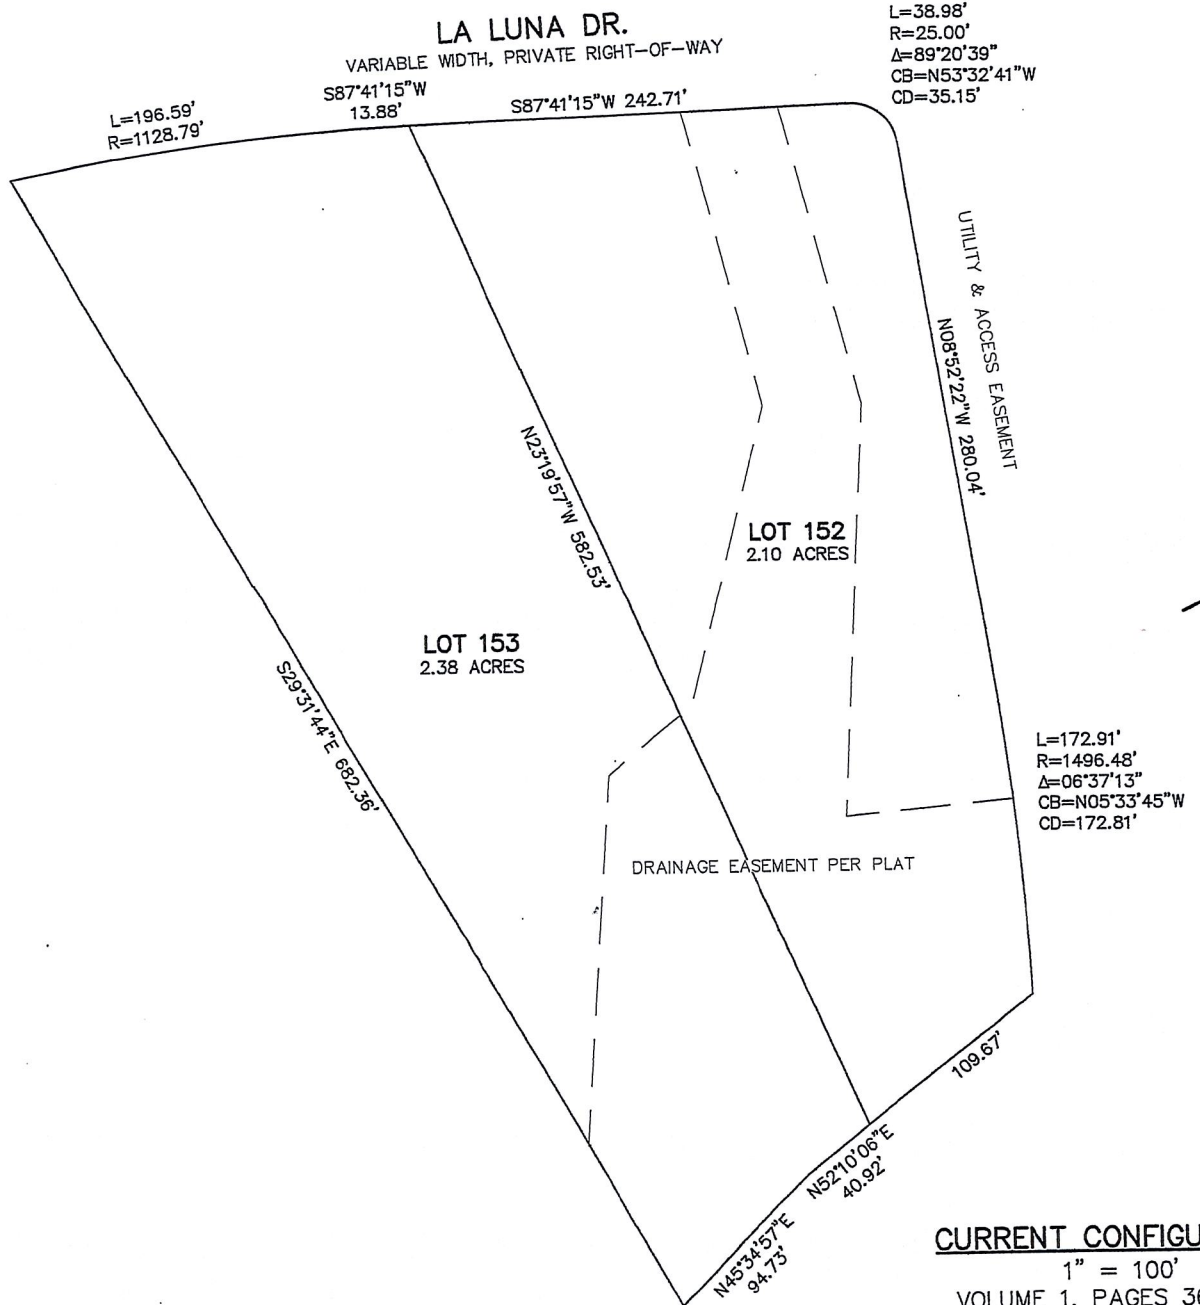 LA LUNA DR.
VARIABLE WIDTH, PRIVATE RIGHT-OF-WAY
L=38.98'
R=25.00'
Δ=89°20'39"
CB=N53°32'41"W
CD=35.15'
L=196.59'
R=1128.79'
S87°41'15"W
13.88'
S87°41'15"W 242.71'
UTILITY & ACCESS EASEMENT
N08°52'22"W 280.04'
N23°19'57"W 582.53'
LOT 152
2.10 ACRES
LOT 153
2.38 ACRES
S29°31'44"E 682.36'
L=172.91'
R=1496.48'
Δ=06°37'13"
CB=N05°33'45"W
CD=172.81'
DRAINAGE EASEMENT PER PLAT
109.67'
N52°10'06"E
40.92'
N45°34'57"E
94.73'
CURRENT CONFIGU
1" = 100'
VOLUME 1, PAGES